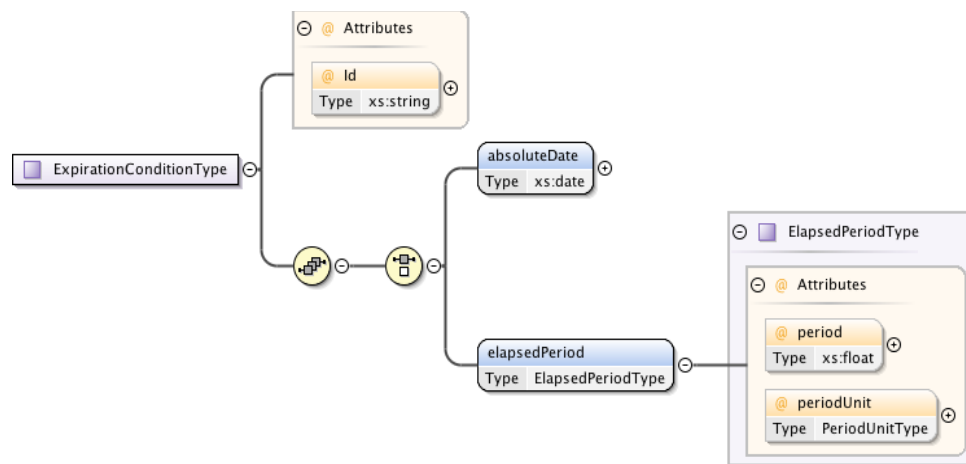 @ Attributes
@ Id
Type xs:string
ExpirationConditionType
absoluteDate
Type xs:date
ElapsedPeriodType
@ Attributes
@ period
Type xs:float
elapsedPeriod
Type ElapsedPeriodType
@ periodUnit
Type PeriodUnitType